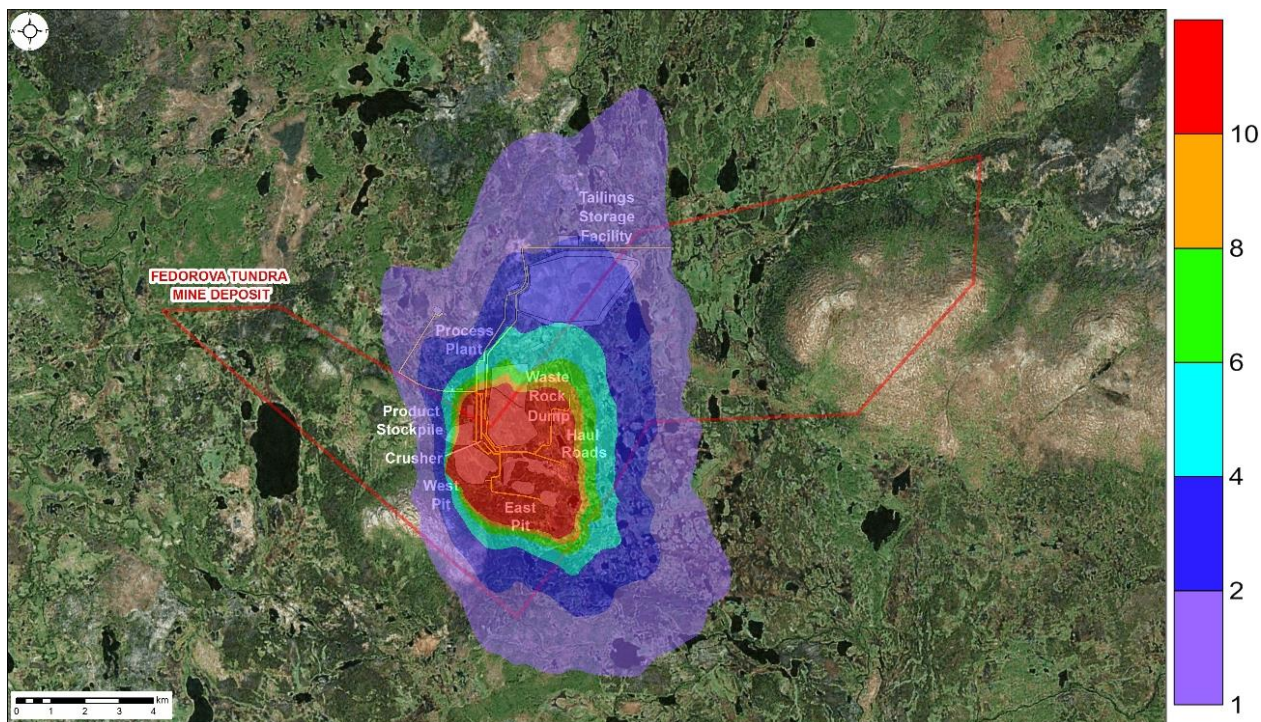 Tailings
Storage
Facility
FEDOROVA TUNDRA
MINE DEPOSIT
Process
Plant
Waste
Rock
Dump
Product
Stockpile
Haul
Roads
Crusher
West
Pit
East
Pit
10
8
6
4
2
1
km
0 1 2 3 4